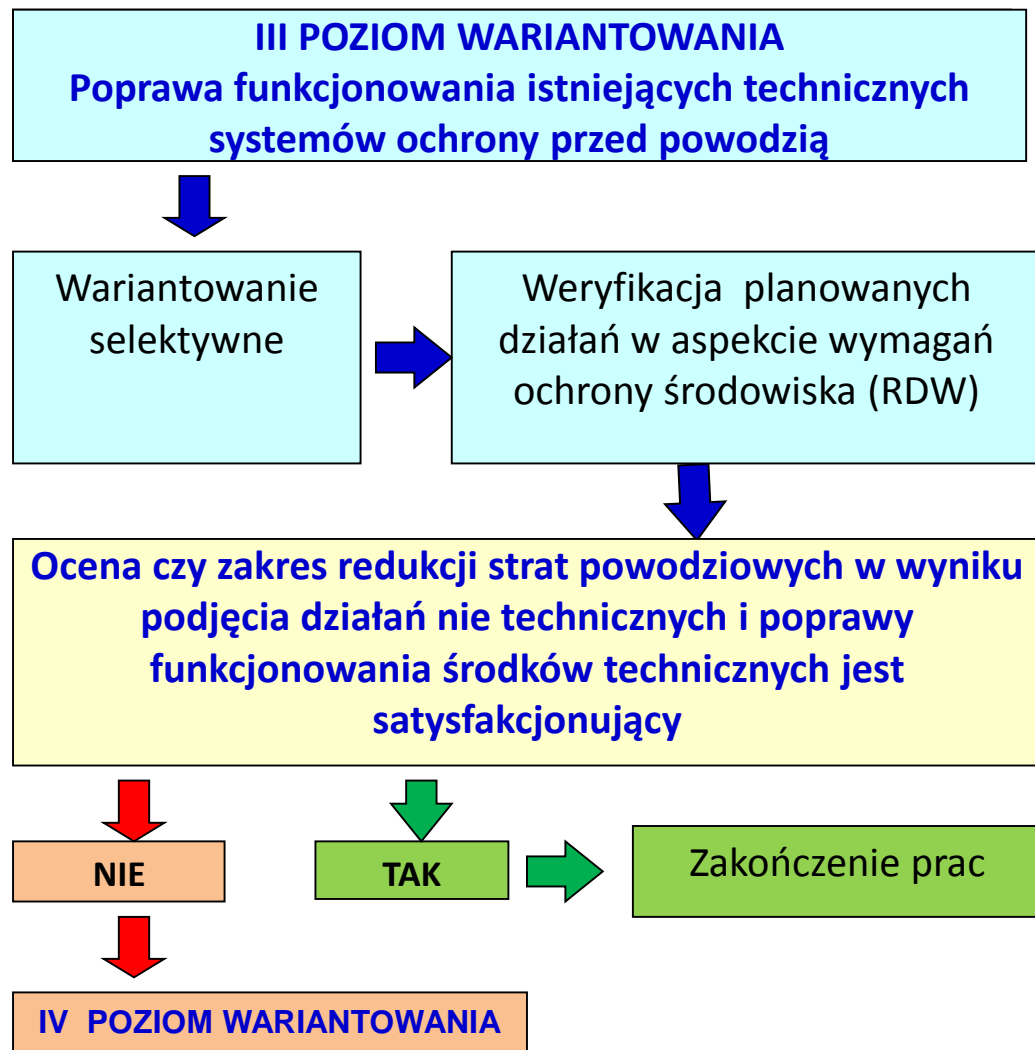 III POZIOM WARIANTOWANIA
Poprawa funkcjonowania istniejących technicznych
systemów ochrony przed powodzią
Wariantowanie
selektywne
Weryfikacja planowanych
działań w aspekcie wymagań
ochrony środowiska (RDW)
Ocena czy zakres redukcji strat powodziowych w wyniku
podjęcia działań nie technicznych i poprawy
funkcjonowania środków technicznych jest
satysfakcjonujący
NIE
TAK
Zakończenie prac
IV POZIOM WARIANTOWANIA